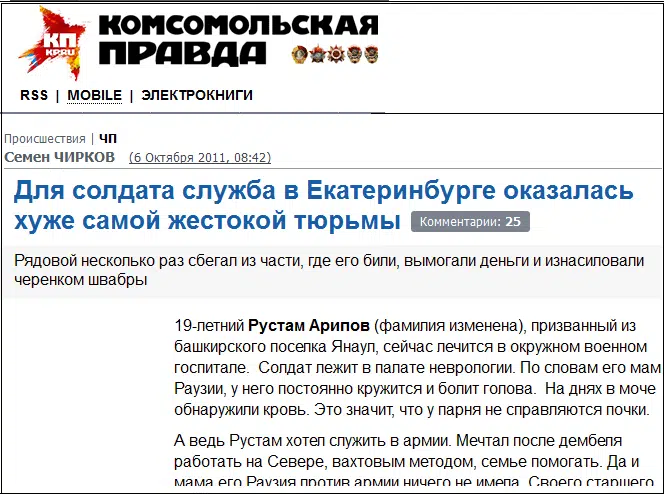 КОМСОМОЛЬСКАЯ
ПРАВДА
КП
KP.RU
RSS | MOBILE | ЭЛЕКТРОКНИГИ
Происшествия | ЧП
Семен ЧИРКОВ (6 Октября 2011, 08:42)
Для солдата служба в Екатеринбурге оказалась
хуже самой жестокой тюрьмы Комментарии: 25
Рядовой несколько раз сбегал из части, где его били, вымогали деньги и изнасиловали
черенком швабры
19-летний Рустам Арипов (фамилия изменена), призванный из
башкирского поселка Янаул, сейчас лечится в окружном военном
госпитале. Солдат лежит в палате неврологии. По словам его мам
Раузии, у него постоянно кружится и болит голова. На днях в моче
обнаружили кровь. Это значит, что у парня не справляются почки.
А ведь Рустам хотел служить в армии. Мечтал после дембеля
работать на Севере, вахтовым методом, семье помогать. Да и
мама его Раузия против армии ничего не имела. Своего старшего